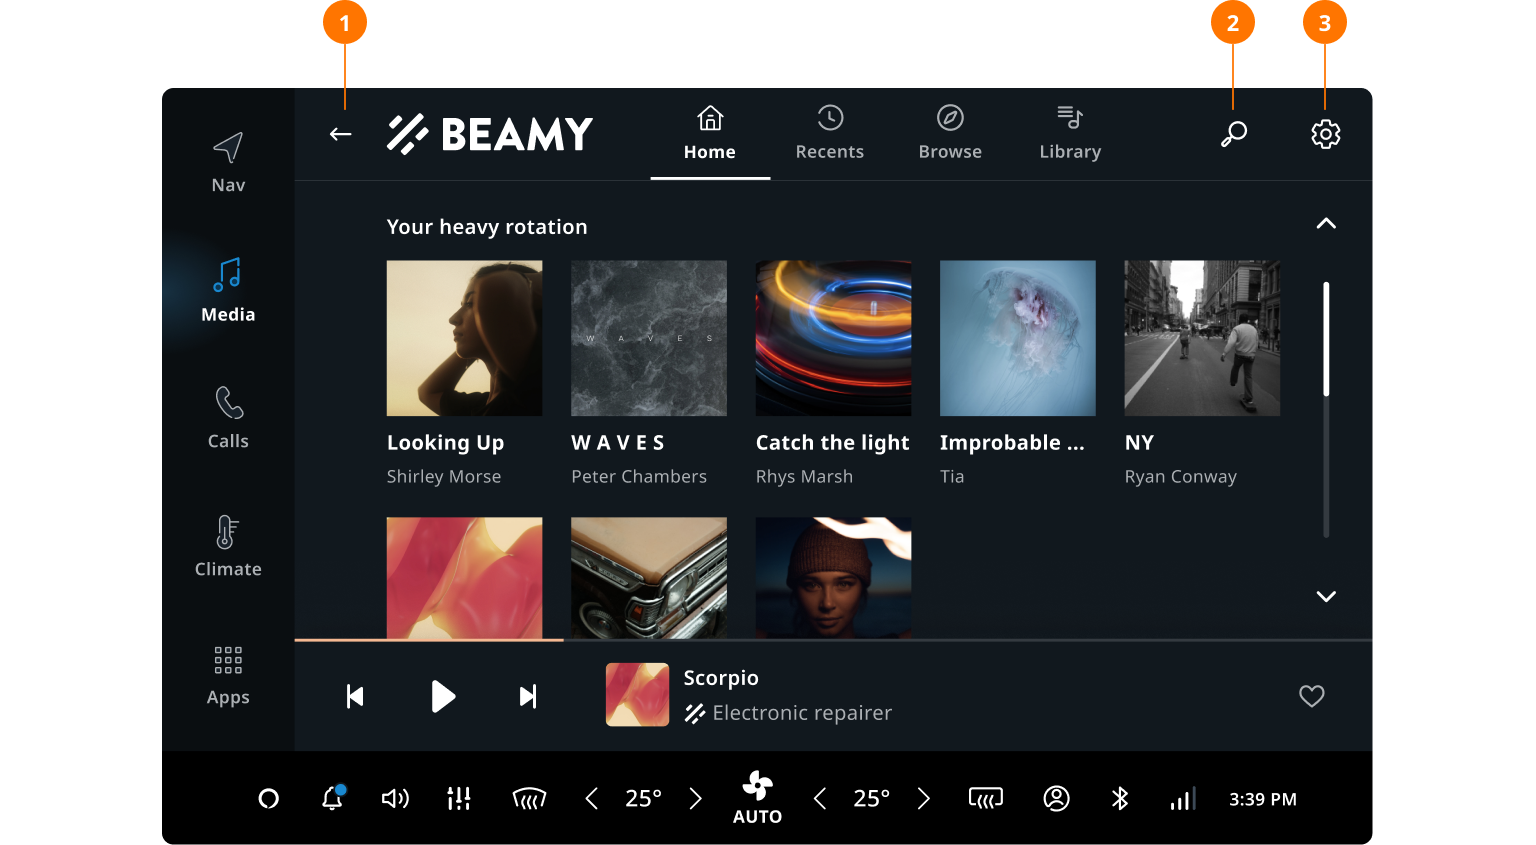 1
2
3
BEAMY
Home
Recents
Browse
Library
Nav
Media
Calls
Climate
Apps
Your heavy rotation
W A V E S
Looking Up
W A V E S
Catch the light
Improbable ...
NY
Shirley Morse
Peter Chambers
Rhys Marsh
Tia
Ryan Conway
Scorpio
Electronic repairer
25°
AUTO
25°
3:39 PM